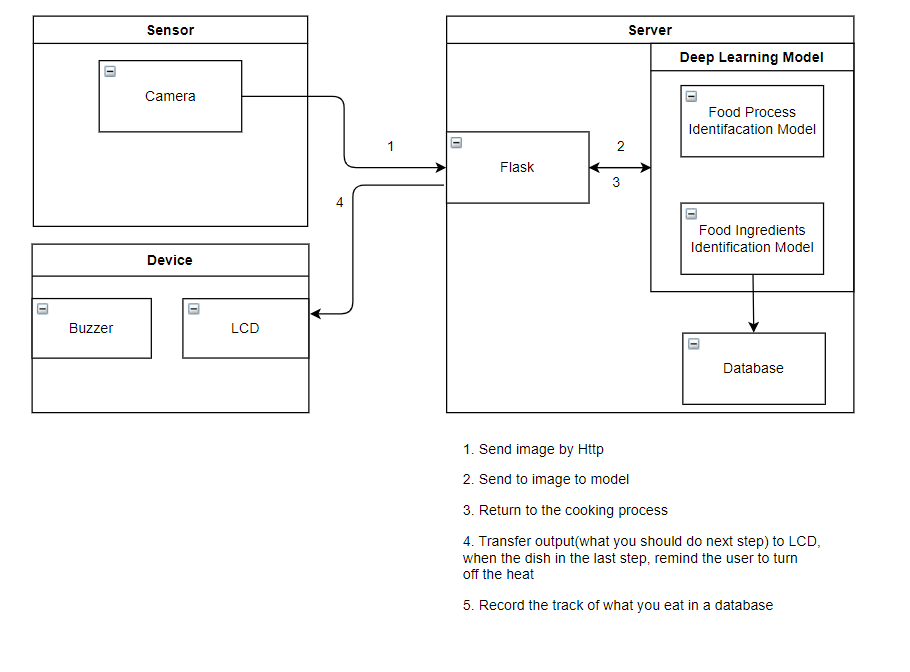 Sensor
Camera
Server
Deep Learning Model
Food Process
Identifacation Model
1
Flask
2
3
4
Food Ingredients
Identification Model
Device
Buzzer
LCD
Database
1. Send image by Http
2. Send to image to model
3. Return to the cooking process
4. Transfer output(what you should do next step) to LCD,
when the dish in the last step, remind the user to turn
off the heat
5. Record the track of what you eat in a database